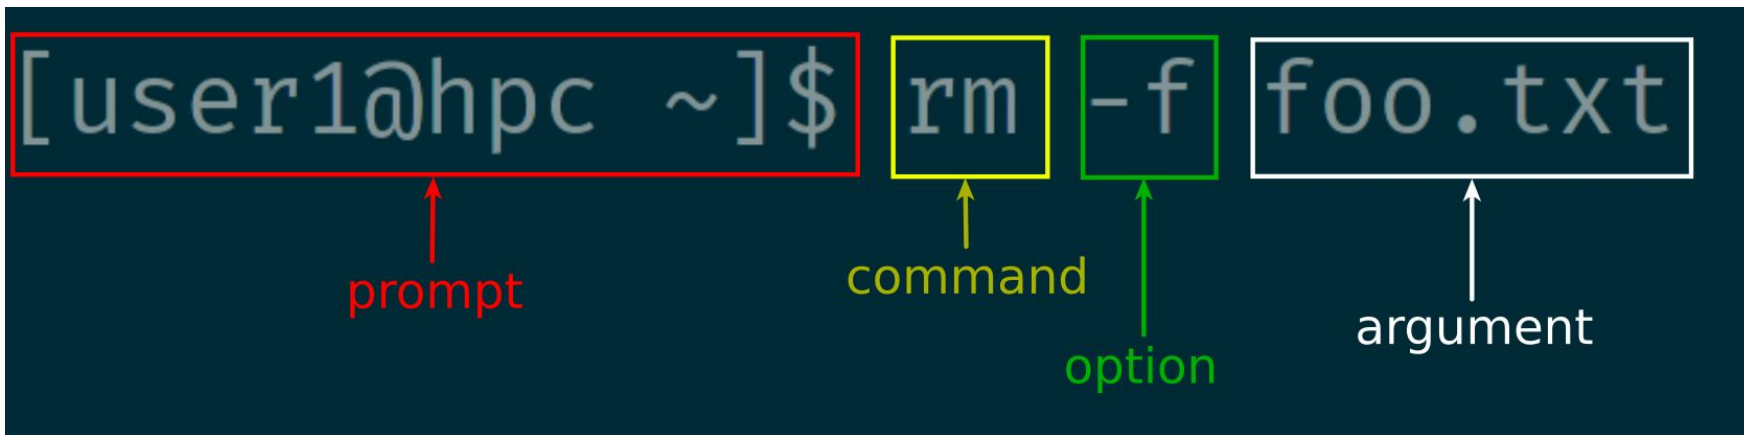 [user1@hpc ~]$ rm -f foo.txt
command
prompt
argument
option